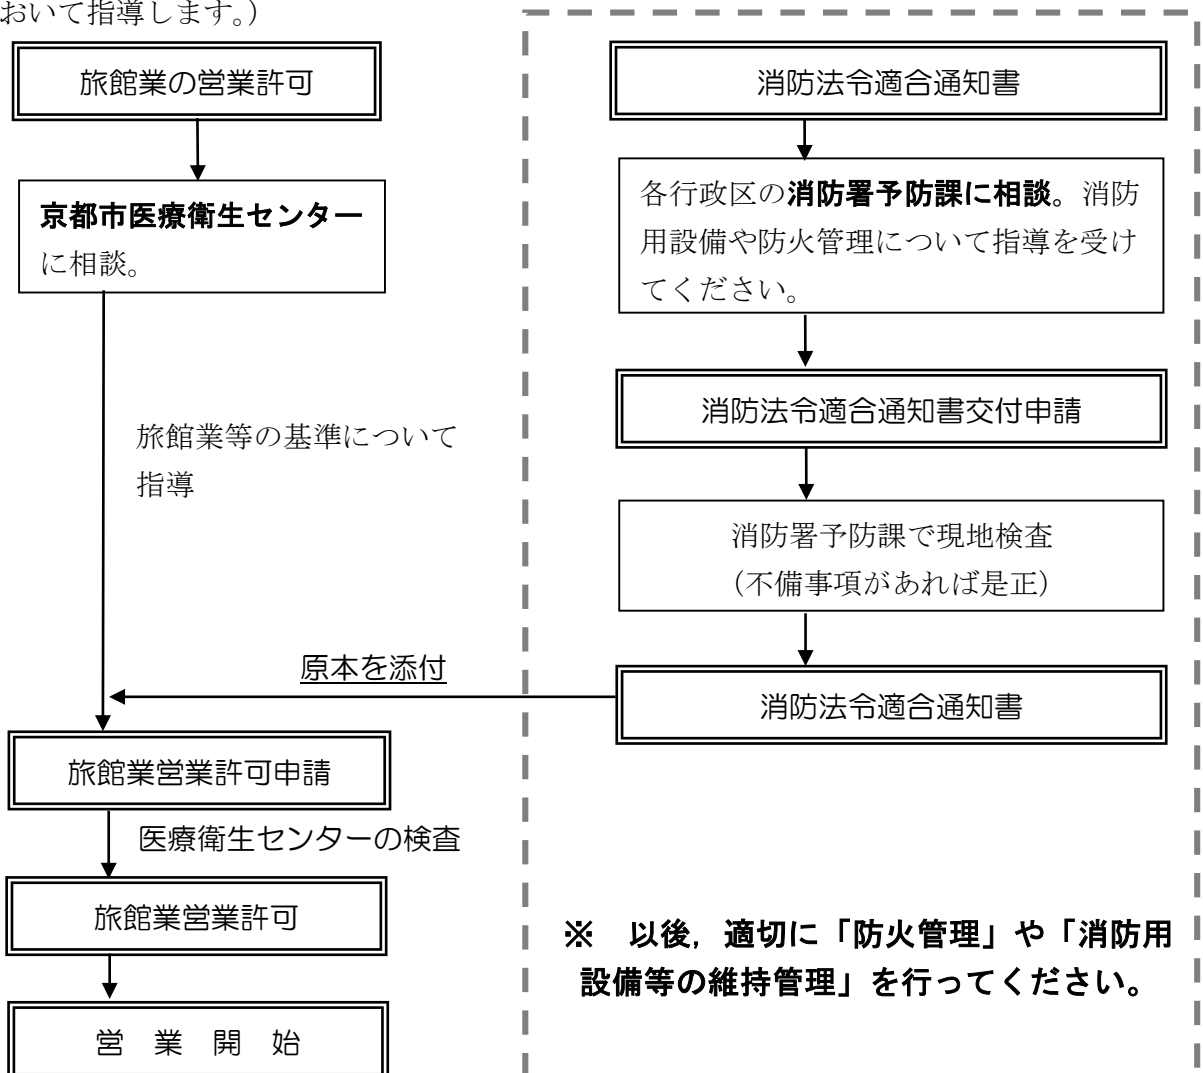 おいて指導します。）
旅館業の営業許可
京都市医療衛生センター
に相談。
旅館業等の基準について
指導
原本を添付
旅館業営業許可申請
医療衛生センターの検査
旅館業営業許可
営　業　開　始
消防法令適合通知書
各行政区の消防署予防課に相談。消防
用設備や防火管理について指導を受け
てください。
消防法令適合通知書交付申請
消防署予防課で現地検査
（不備事項があれば是正）
消防法令適合通知書
※　以後，適切に「防火管理」や「消防用
設備等の維持管理」を行ってください。